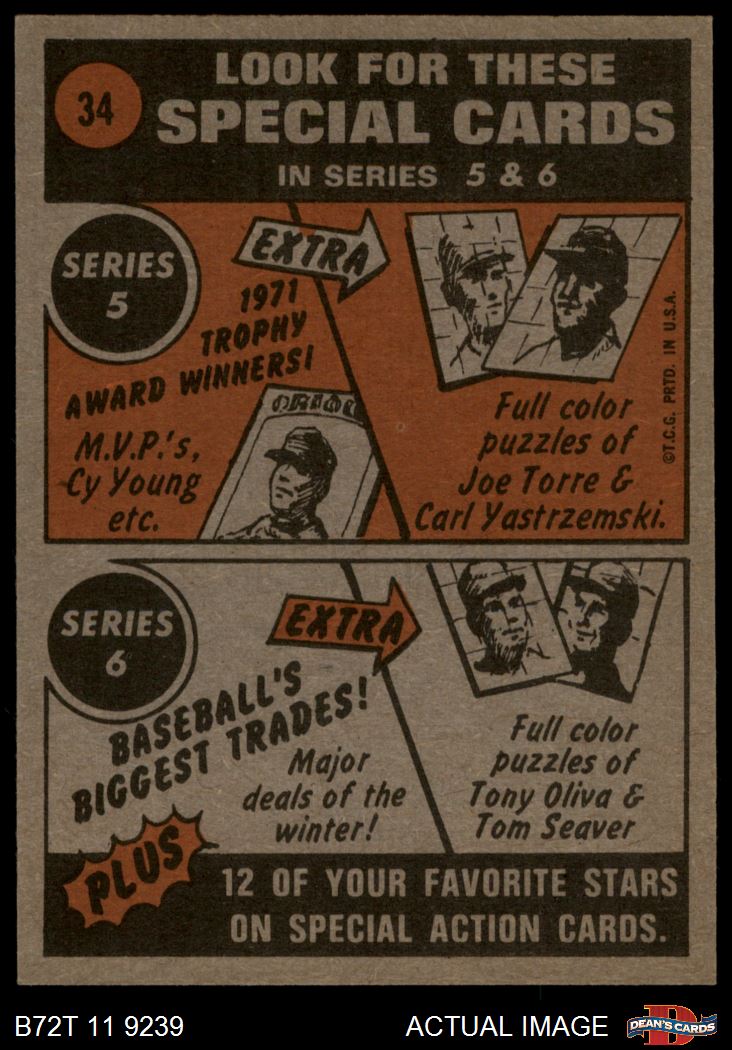 34
LOOK FOR THESE
SPECIAL CARDS
IN SERIES 5 & 6
SERIES
5
EXTRA
1971
TROPHY
AWARD WINNERS!
M.V.P.'s,
Cy Young
etc.
Full color
puzzles of
Joe Torre &
Carl Yastrzemski.
©T.C.G. PRTD. IN U.S.A.
SERIES
6
EXTRA
BASEBALL'S
BIGGEST TRADES!
Major
deals of the
winter!
Full color
puzzles of
Tony Oliva &
Tom Seaver
PLUS
12 OF YOUR FAVORITE STARS
ON SPECIAL ACTION CARDS.
B72T 11 9239
ACTUAL IMAGE
DEAN'S CARDS